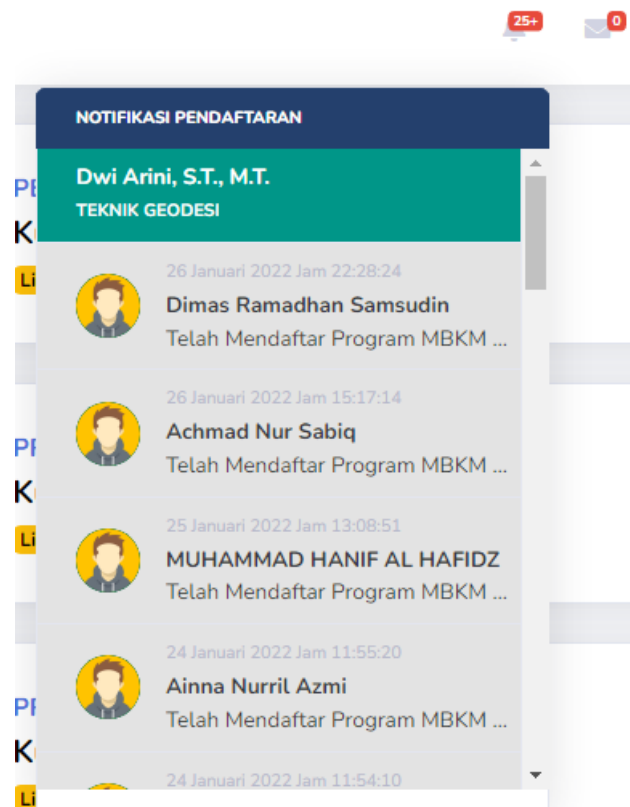 25+
0
NOTIFIKASI PENDAFTARAN
Dwi Arini, S.T., M.T.
TEKNIK GEODESI
26 Januari 2022 Jam 22:28:24
Dimas Ramadhan Samsudin
Telah Mendaftar Program MBKM ...
26 Januari 2022 Jam 15:17:14
Achmad Nur Sabiq
Telah Mendaftar Program MBKM ...
25 Januari 2022 Jam 13:08:51
MUHAMMAD HANIF AL HAFIDZ
Telah Mendaftar Program MBKM ...
24 Januari 2022 Jam 11:55:20
Ainna Nurril Azmi
Telah Mendaftar Program MBKM ...
24 Januari 2022 Jam 11:54:10